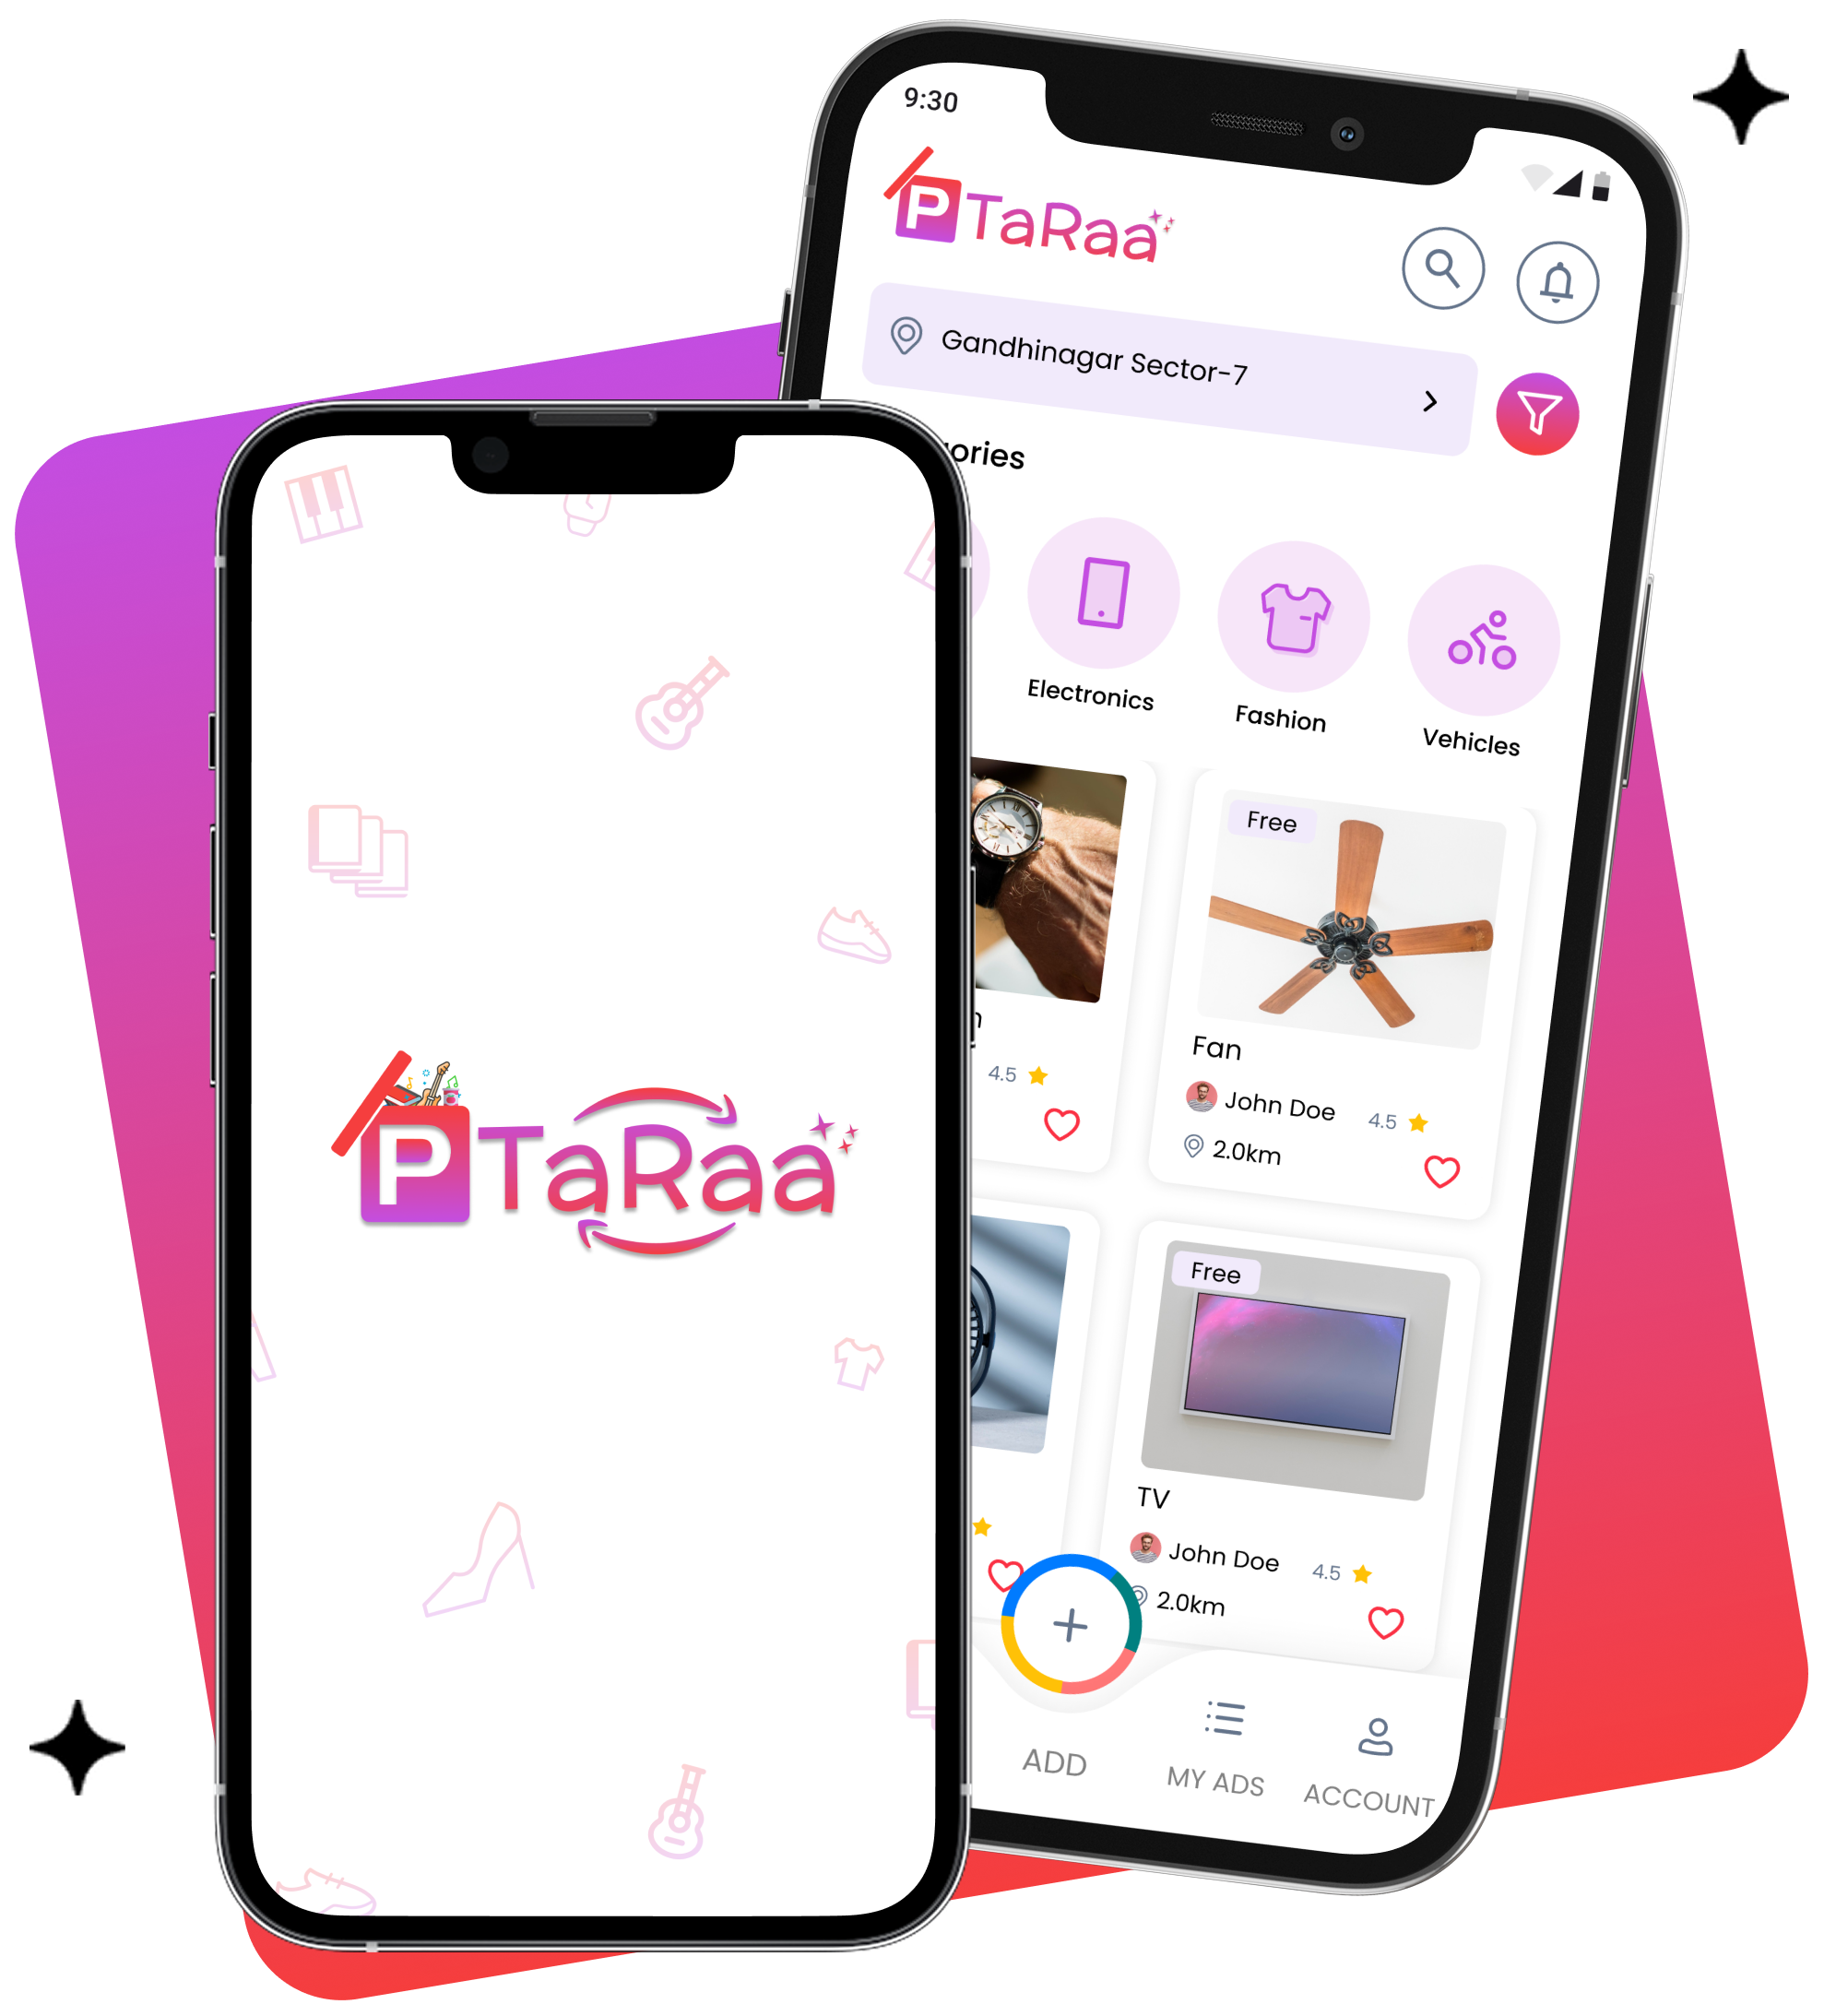 9:30
PTaRaa
Gandhinagar Sector-7
ories
Electronics
Fashion
Vehicles
Free
Fan
4.5
John Doe 4.5
2.0km
PTaRaa
Free
TV
John Doe 4.5
2.0km
ADD
MY ADS
ACCOUNT